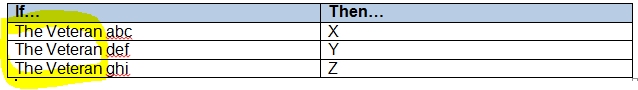 If… Then…
The Veteran abc X
The Veteran def Y
The Veteran ghi Z